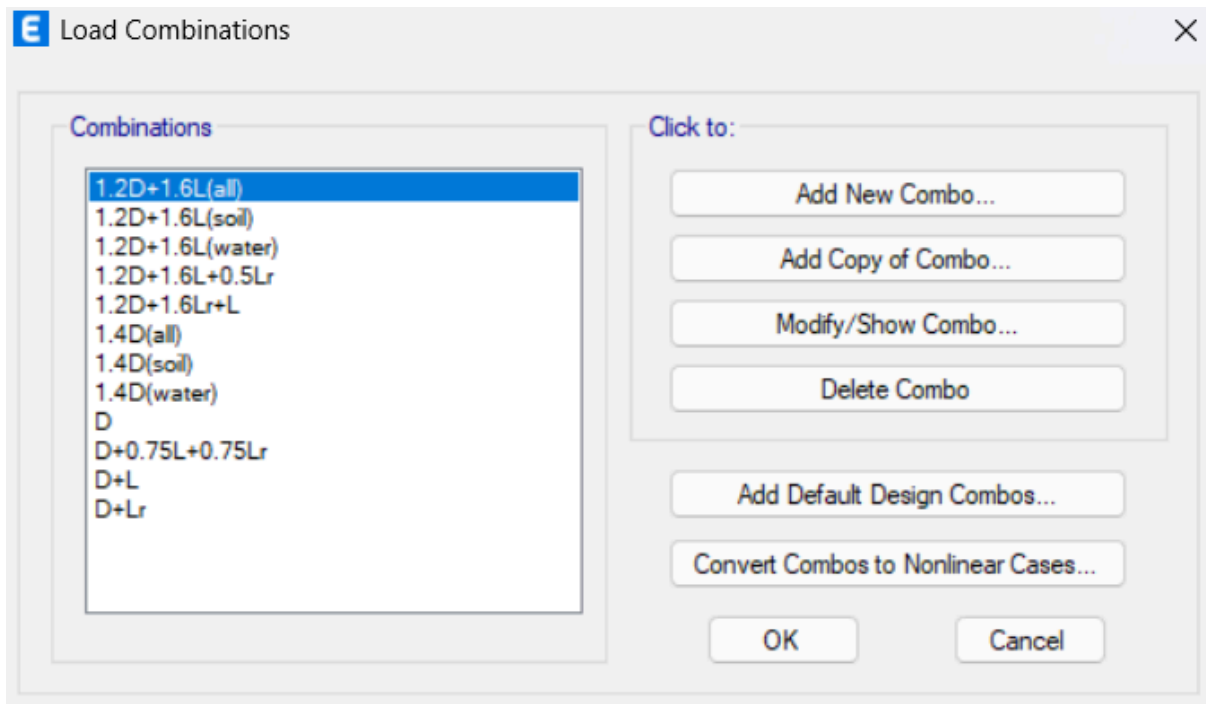 E Load Combinations
Combinations
1.2D+1.6L(all)
1.2D+1.6L(soil)
1.2D+1.6L(water)
1.2D+1.6L+0.5Lr
1.2D+1.6Lr+L
1.4D(all)
1.4D(soil)
1.4D(water)
D
D+0.75L+0.75Lr
D+L
D+Lr
Click to:
Add New Combo...
Add Copy of Combo...
Modify/Show Combo...
Delete Combo
Add Default Design Combos...
Convert Combos to Nonlinear Cases...
OK
Cancel